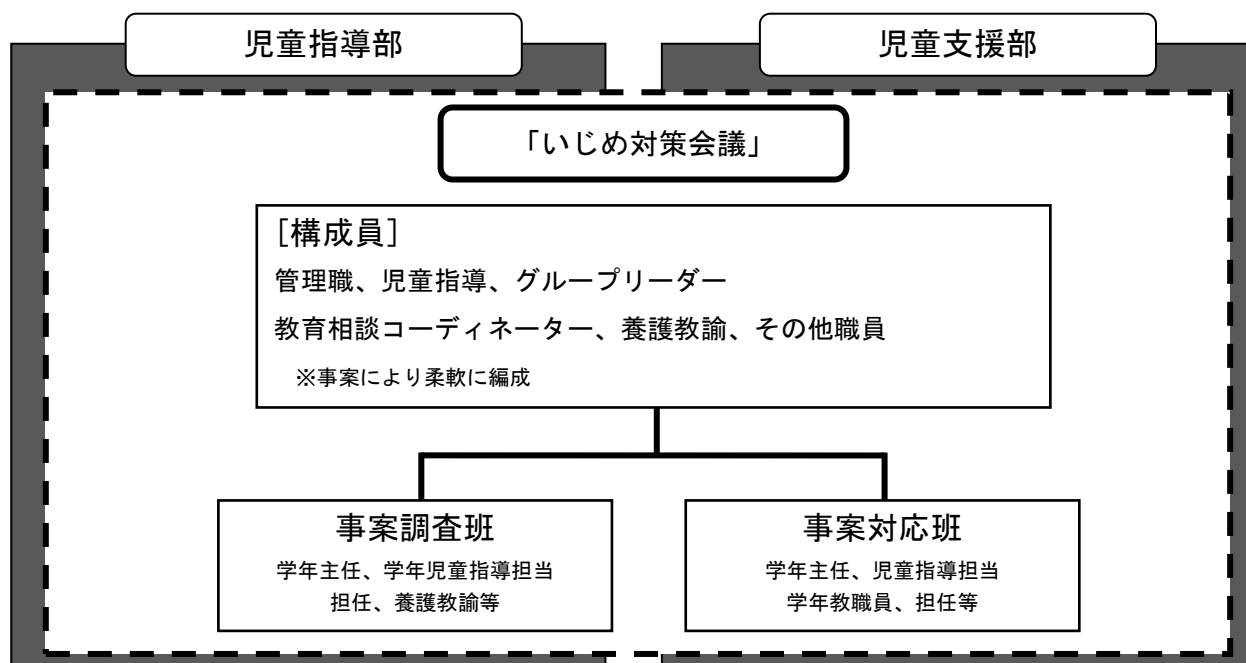 児童指導部
児童支援部
「いじめ対策会議」
[構成員]
管理職、児童指導、グループリーダー
教育相談コーディネーター、養護教諭、その他職員
※事案により柔軟に編成
事案調査班
学年主任、学年児童指導担当
担任、養護教諭等
事案対応班
学年主任、児童指導担当
学年教職員、担任等